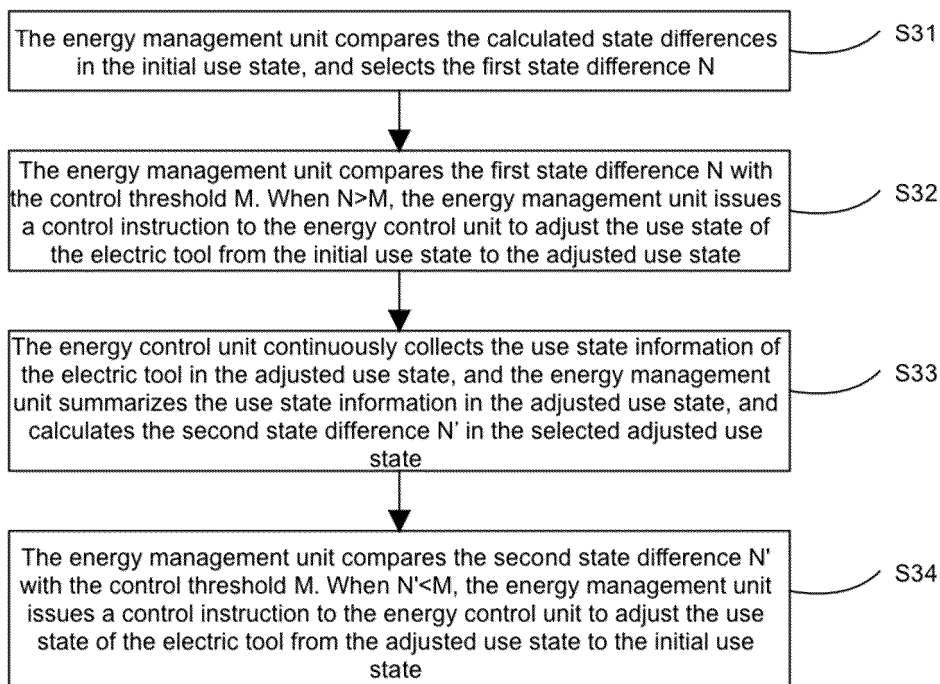 The energy management unit compares the calculated state differences
in the initial use state, and selects the first state difference N
S31
The energy management unit compares the first state difference N with
the control threshold M. When N>M, the energy management unit issues
a control instruction to the energy control unit to adjust the use state of
the electric tool from the initial use state to the adjusted use state
S32
The energy control unit continuously collects the use state information of
the electric tool in the adjusted use state, and the energy management
unit summarizes the use state information in the adjusted use state, and
calculates the second state difference N' in the selected adjusted use
state
S33
The energy management unit compares the second state difference N'
with the control threshold M. When N'<M, the energy management unit
issues a control instruction to the energy control unit to adjust the use
state of the electric tool from the adjusted use state to the initial use
state
S34